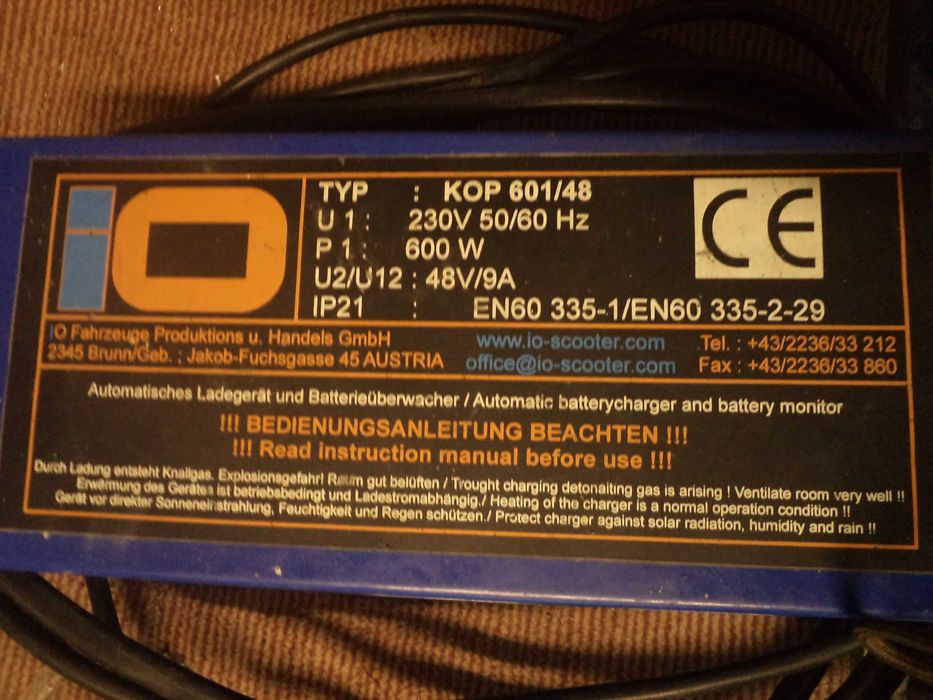 iO
TYP : KOP 601/48
U 1 : 230V 50/60 Hz
P 1 : 600 W
U2/U12 : 48V/9A
IP21 : EN60 335-1/EN60 335-2-29
CE
IO Fahrzeuge Produktions u. Handels GmbH
2345 Brunn/Geb. ; Jakob-Fuchsgasse 45 AUSTRIA
www.io-scooter.com
office@io-scooter.com
Tel. : +43/2236/33 212
Fax : +43/2236/33 860
Automatisches Ladegerät und Batterieüberwacher / Automatic batterycharger and battery monitor
!!! BEDIENUNGSANLEITUNG BEACHTEN !!!
!!! Read instruction manual before use !!!
Durch Ladung entsteht Knallgas. Explosionsgefahr! Raum gut belüften / Trought charging detonaiting gas is arising ! Ventilate room very well !!
Erwärmung des Gerätes ist betriebsbedingt und Ladestromabhängig./ Heating of the charger is a normal operation condition !!
Gerät vor direkter Sonneneinstrahlung, Feuchtigkeit und Regen schützen./ Protect charger against solar radiation, humidity and rain !!